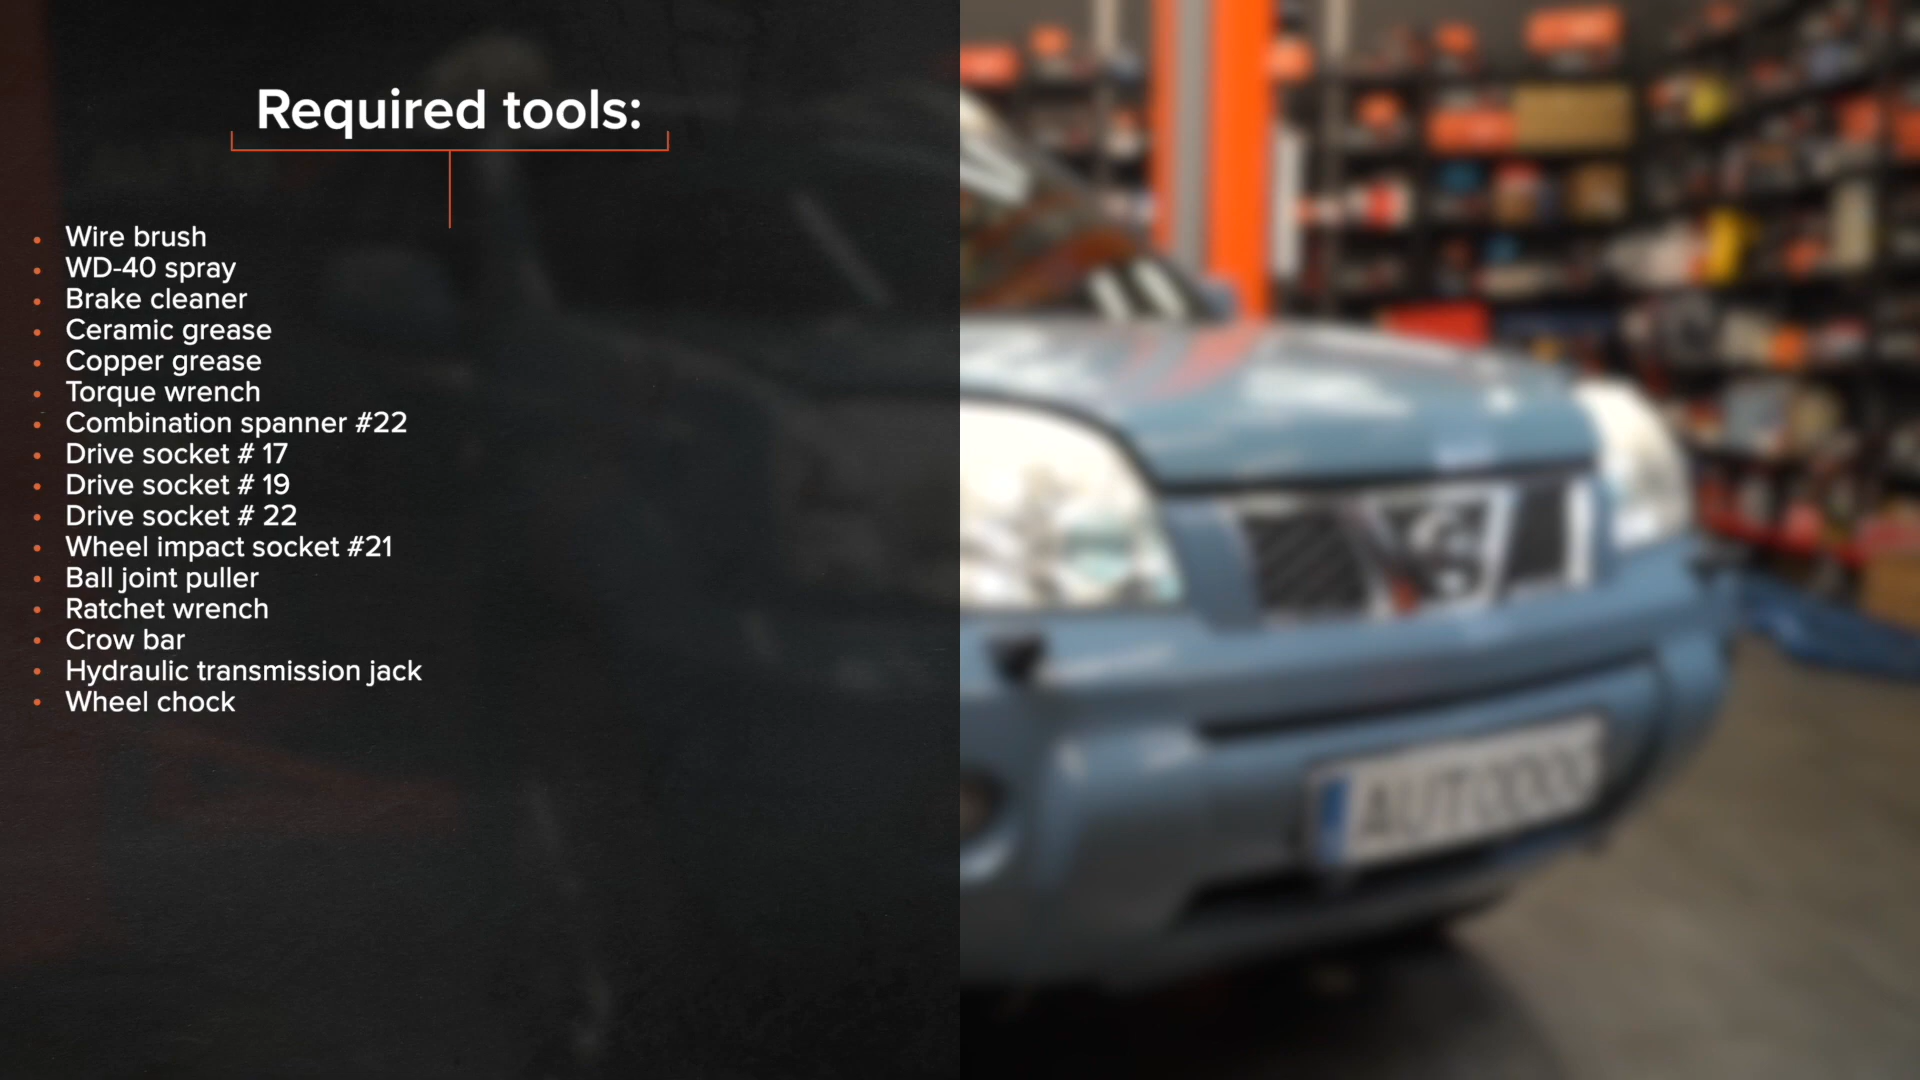 Required tools:
Wire brush
WD-40 spray
Brake cleaner
Ceramic grease
Copper grease
Torque wrench
Combination spanner #22
Drive socket # 17
Drive socket # 19
Drive socket # 22
Wheel impact socket #21
Ball joint puller
Ratchet wrench
Crow bar
Hydraulic transmission jack
Wheel chock
AUTODOC